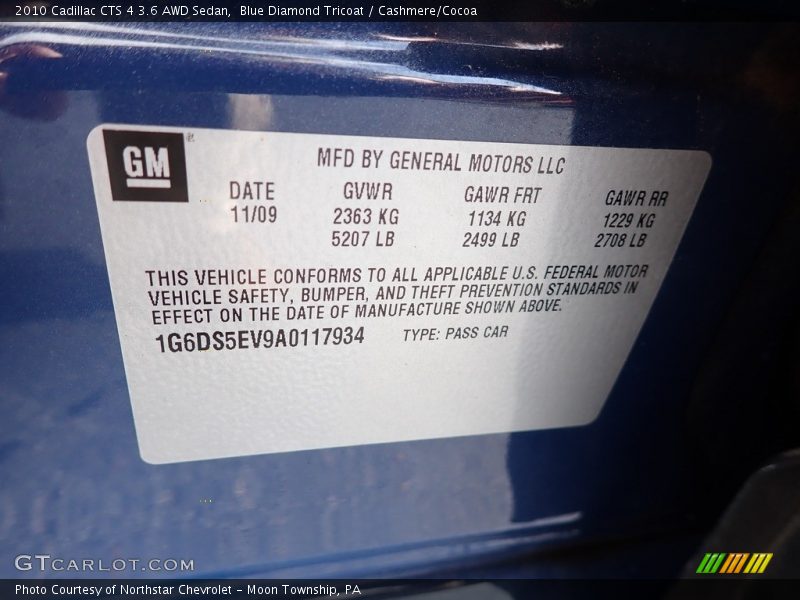 2010 Cadillac CTS 4 3.6 AWD Sedan, Blue Diamond Tricoat / Cashmere/Cocoa
GM
MFD BY GENERAL MOTORS LLC
DATE GVWR GAWR FRT GAWR RR
11/09 2363 KG 1134 KG 1229 KG
5207 LB 2499 LB 2708 LB
THIS VEHICLE CONFORMS TO ALL APPLICABLE U.S. FEDERAL MOTOR
VEHICLE SAFETY, BUMPER, AND THEFT PREVENTION STANDARDS IN
EFFECT ON THE DATE OF MANUFACTURE SHOWN ABOVE.
1G6DS5EV9A0117934 TYPE: PASS CAR
GTCARLOT.COM
Photo Courtesy of Northstar Chevrolet - Moon Township, PA